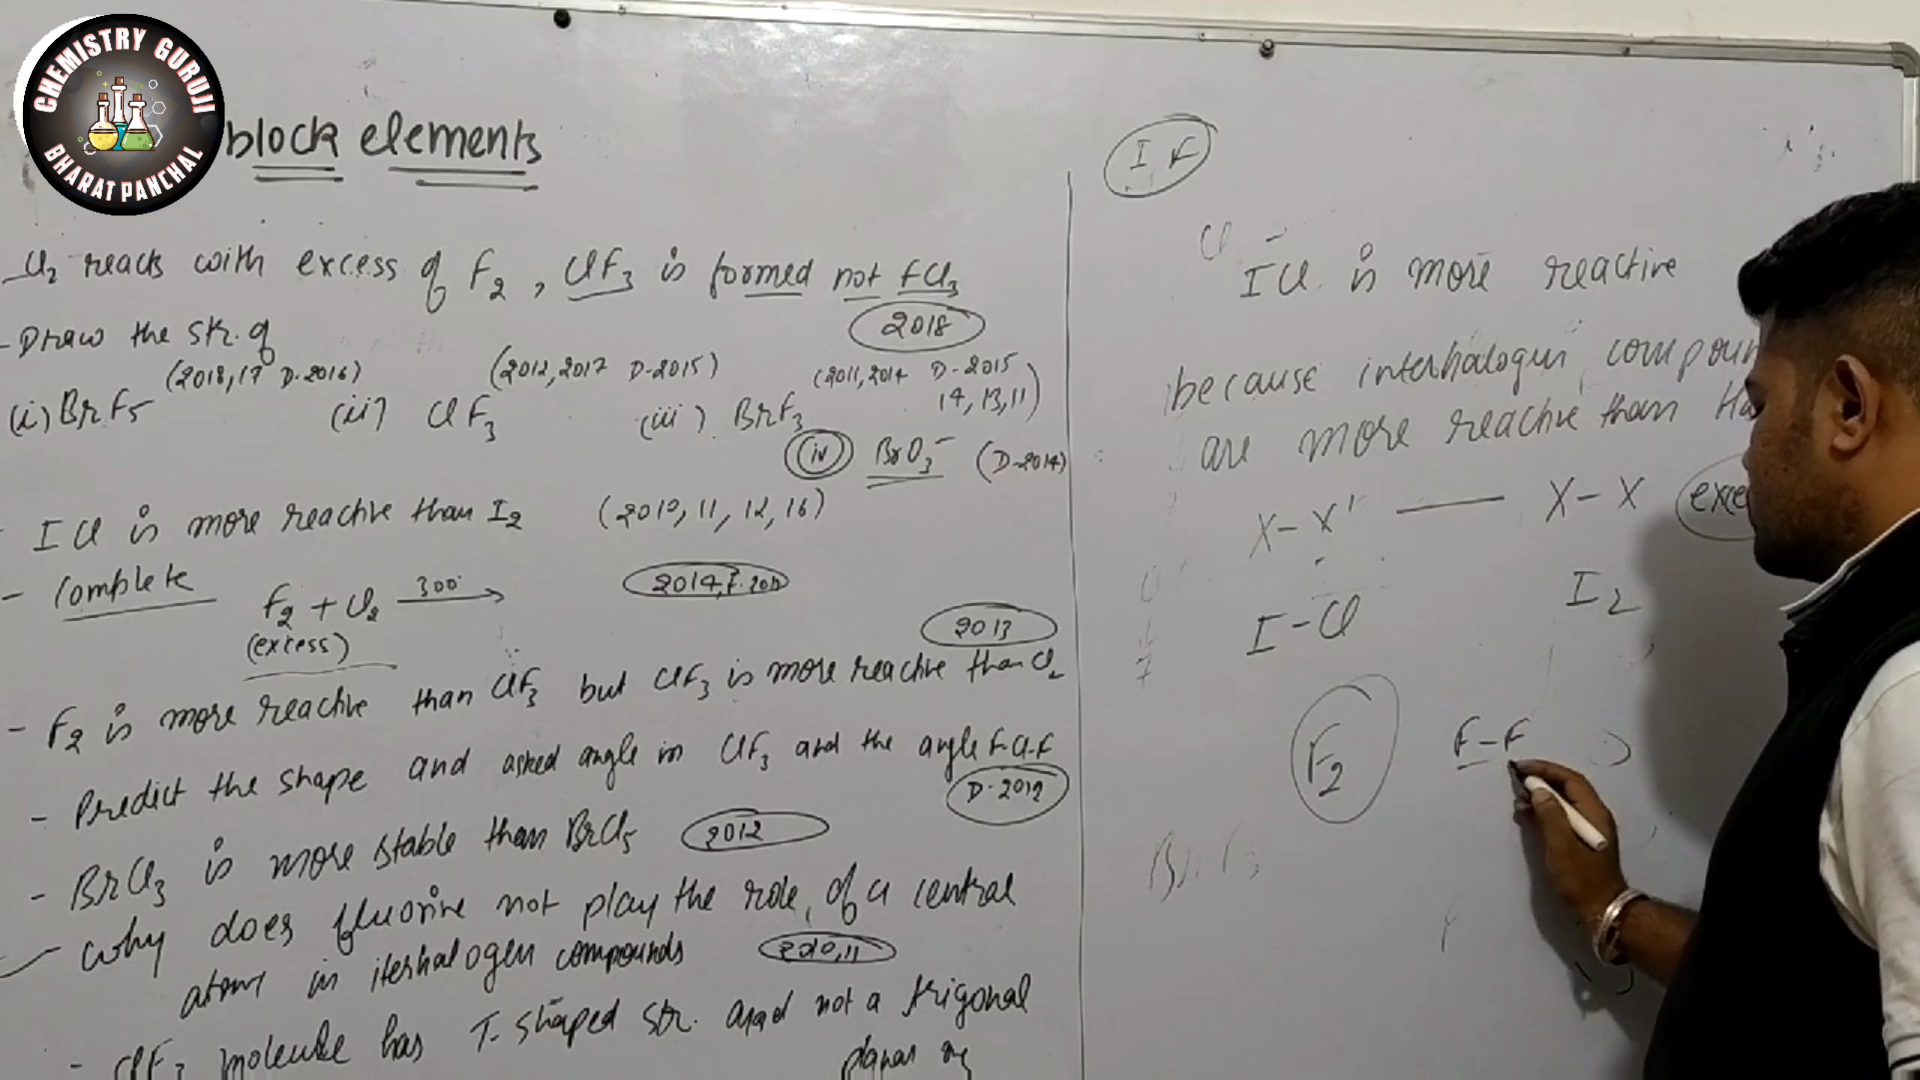 CHEMISTRY GURUJI
BHARAT PANCHAL
block elements
Cl2 reacts with excess of F2, ClF3 is formed not FCl3
2018
- Draw the str. of
(2018,17 D-2016) (2012,2017 D-2015) (2011,2014 D-2015
14,13,11)
(i) BrF5 (ii) ClF3 (iii) BrF3
(iv) BrO3⁻ (D-2014)
- ICl is more reactive than I2 (2010, 11, 12, 16)
- Complete F2 + Cl2 300° →
(excess)
2013
- F2 is more reactive than ClF3 but ClF3 is more reactive than Cl2
- Predict the shape and asked angle in ClF3 and the angle F-Cl-F
D-2012
- BrCl3 is more stable than BrCl5 2012
- Why does fluorine not play the role of a central
atom in iterhalogen compounds 2010,11
- ClF3 molecule has T-shaped str. and not a trigonal
planar
I F
ICl is more reactive
because interhalogen
are more reactive than
X-X' — X-X
I-Cl I2
F2 F-F